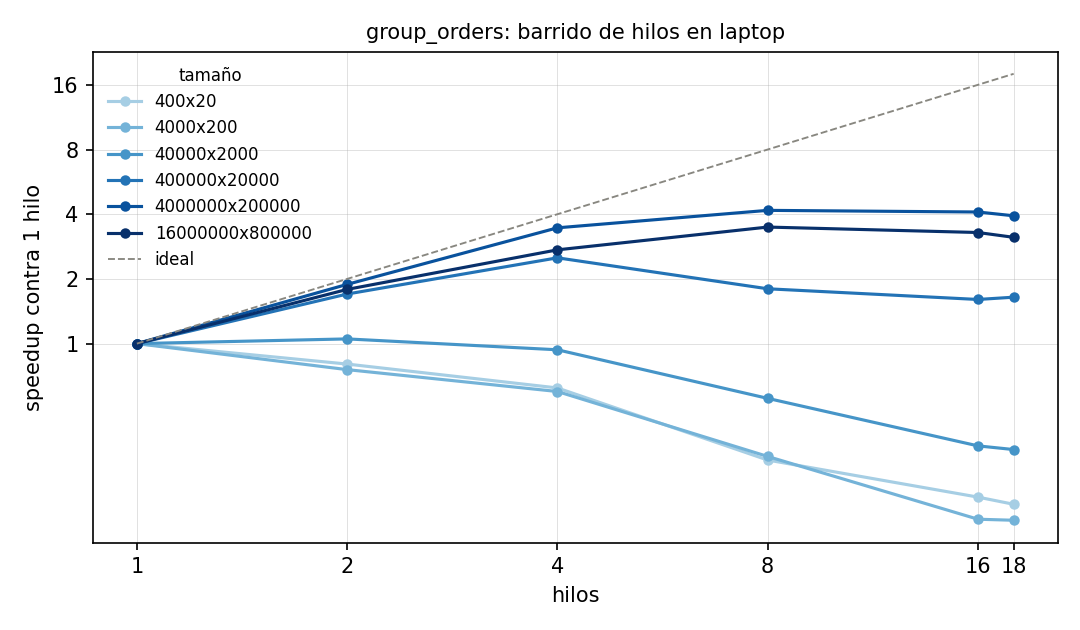 group_orders: barrido de hilos en laptop
tamaño
400x20
4000x200
40000x2000
400000x20000
4000000x200000
16000000x800000
ideal
speedup contra 1 hilo
16
8
4
2
1
1 2 4 8 16 18
hilos